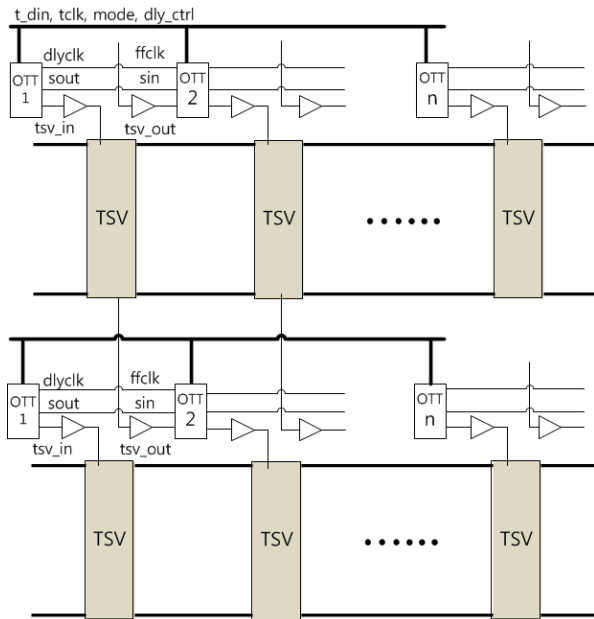 t_din, tclk, mode, dly_ctrl
dlyclk ffclk
OTT OTT OTT
sout sin
1 2 n
tsv_in tsv_out
TSV TSV TSV
dlyclk ffclk
OTT OTT OTT
sout sin
1 2 n
tsv_in tsv_out
TSV TSV TSV